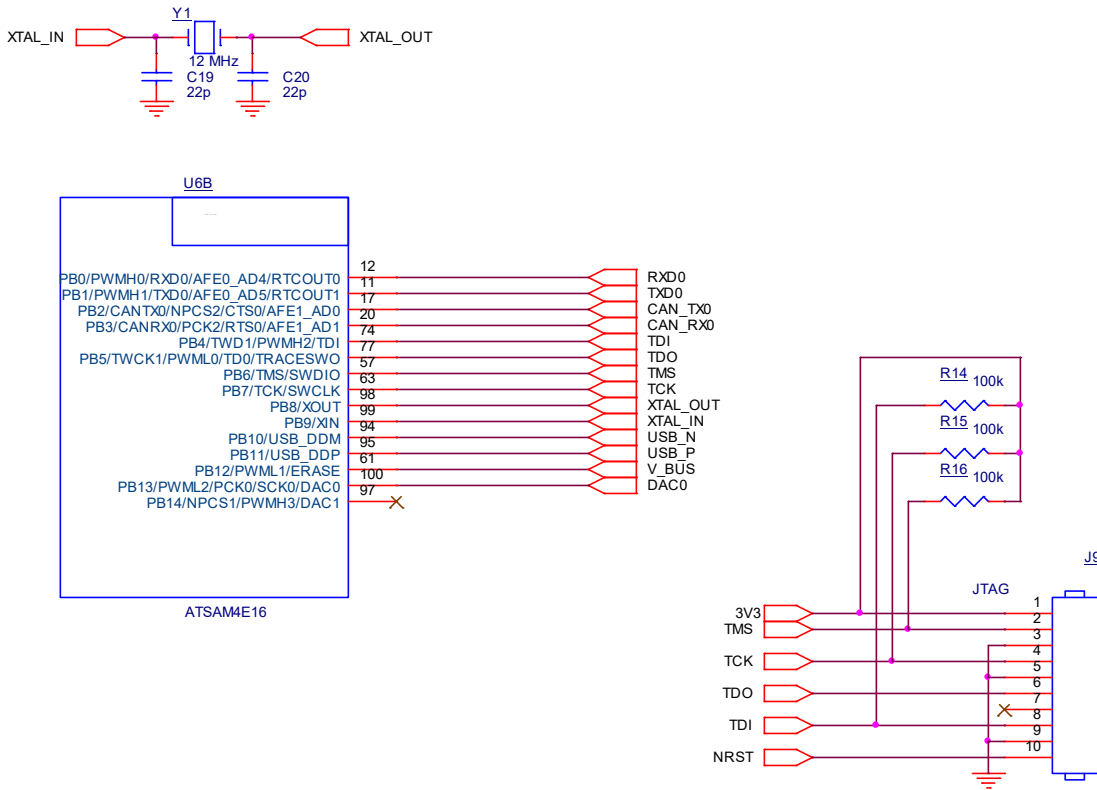 Y1
XTAL_IN
XTAL_OUT
12 MHz
C19
22p
C20
22p
U6B
PB0/PWMH0/RXD0/AFE0_AD4/RTCOUT0 12 RXD0
PB1/PWMH1/TXD0/AFE0_AD5/RTCOUT1 11 TXD0
PB2/CANTX0/NPCS2/CTS0/AFE1_AD0 17 CAN_TX0
PB3/CANRX0/PCK2/RTS0/AFE1_AD1 20 CAN_RX0
PB4/TWD1/PWMH2/TDI 74 TDI
PB5/TWCK1/PWML0/TD0/TRACESWO 77 TDO
PB6/TMS/SWDIO 57 TMS
PB7/TCK/SWCLK 63 TCK
PB8/XOUT 98 XTAL_OUT
PB9/XIN 99 XTAL_IN
PB10/USB_DDM 94 USB_N
PB11/USB_DDP 95 USB_P
PB12/PWML1/ERASE 61 V_BUS
PB13/PWML2/PCK0/SCK0/DAC0 100 DAC0
PB14/NPCS1/PWMH3/DAC1 97
ATSAM4E16
R14 100k
R15 100k
R16 100k
J9
JTAG
3V3 1
TMS 2
3
TCK 4
5
TDO 6
7
TDI 8
9
NRST 10